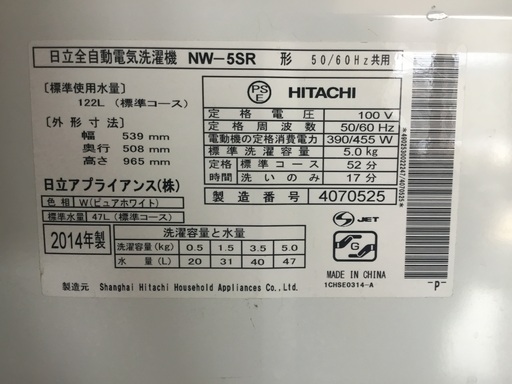 日立全自動電気洗濯機 NW-5SR 形 50/60Hz共用
[標準使用水量]
122L (標準コース)
[外形寸法]
幅 539 mm
奥行 508 mm
高さ 965 mm
日立アプライアンス(株)
色相 W(ピュアホワイト)
標準水量 47L(標準コース)
PSE HITACHI
定格電圧 100 V
定格周波数 50/60 Hz
電動機の定格消費電力 390/455 W
標準洗濯容量 5.0kg
定格時間 標準コース 52分
洗いのみ 17分
製造番号 4070525
2014年製
洗濯容量と水量
洗濯容量(kg) 0.5 1.5 3.5 5.0
水量(L) 20 31 40 47
S JET
G
MADE IN CHINA
1CHSE0314-A
製造元 Shanghai Hitachi Household Appliances Co., Ltd.
-P-